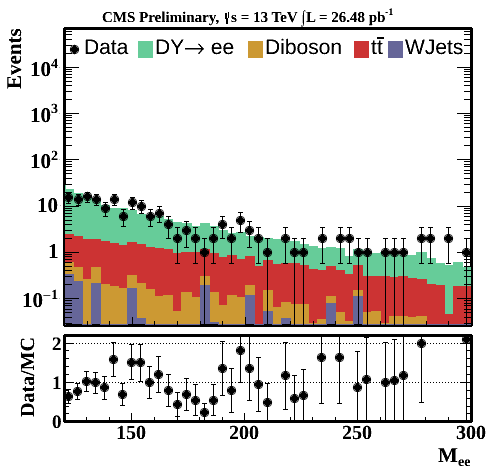 CMS Preliminary, √s = 13 TeV ∫L = 26.48 pb⁻¹
Events
Data DY→ ee Diboson tt̄ WJets
10⁴
10³
10²
10
1
10⁻¹
Data/MC
2
1
0
150 200 250 300
M_ee